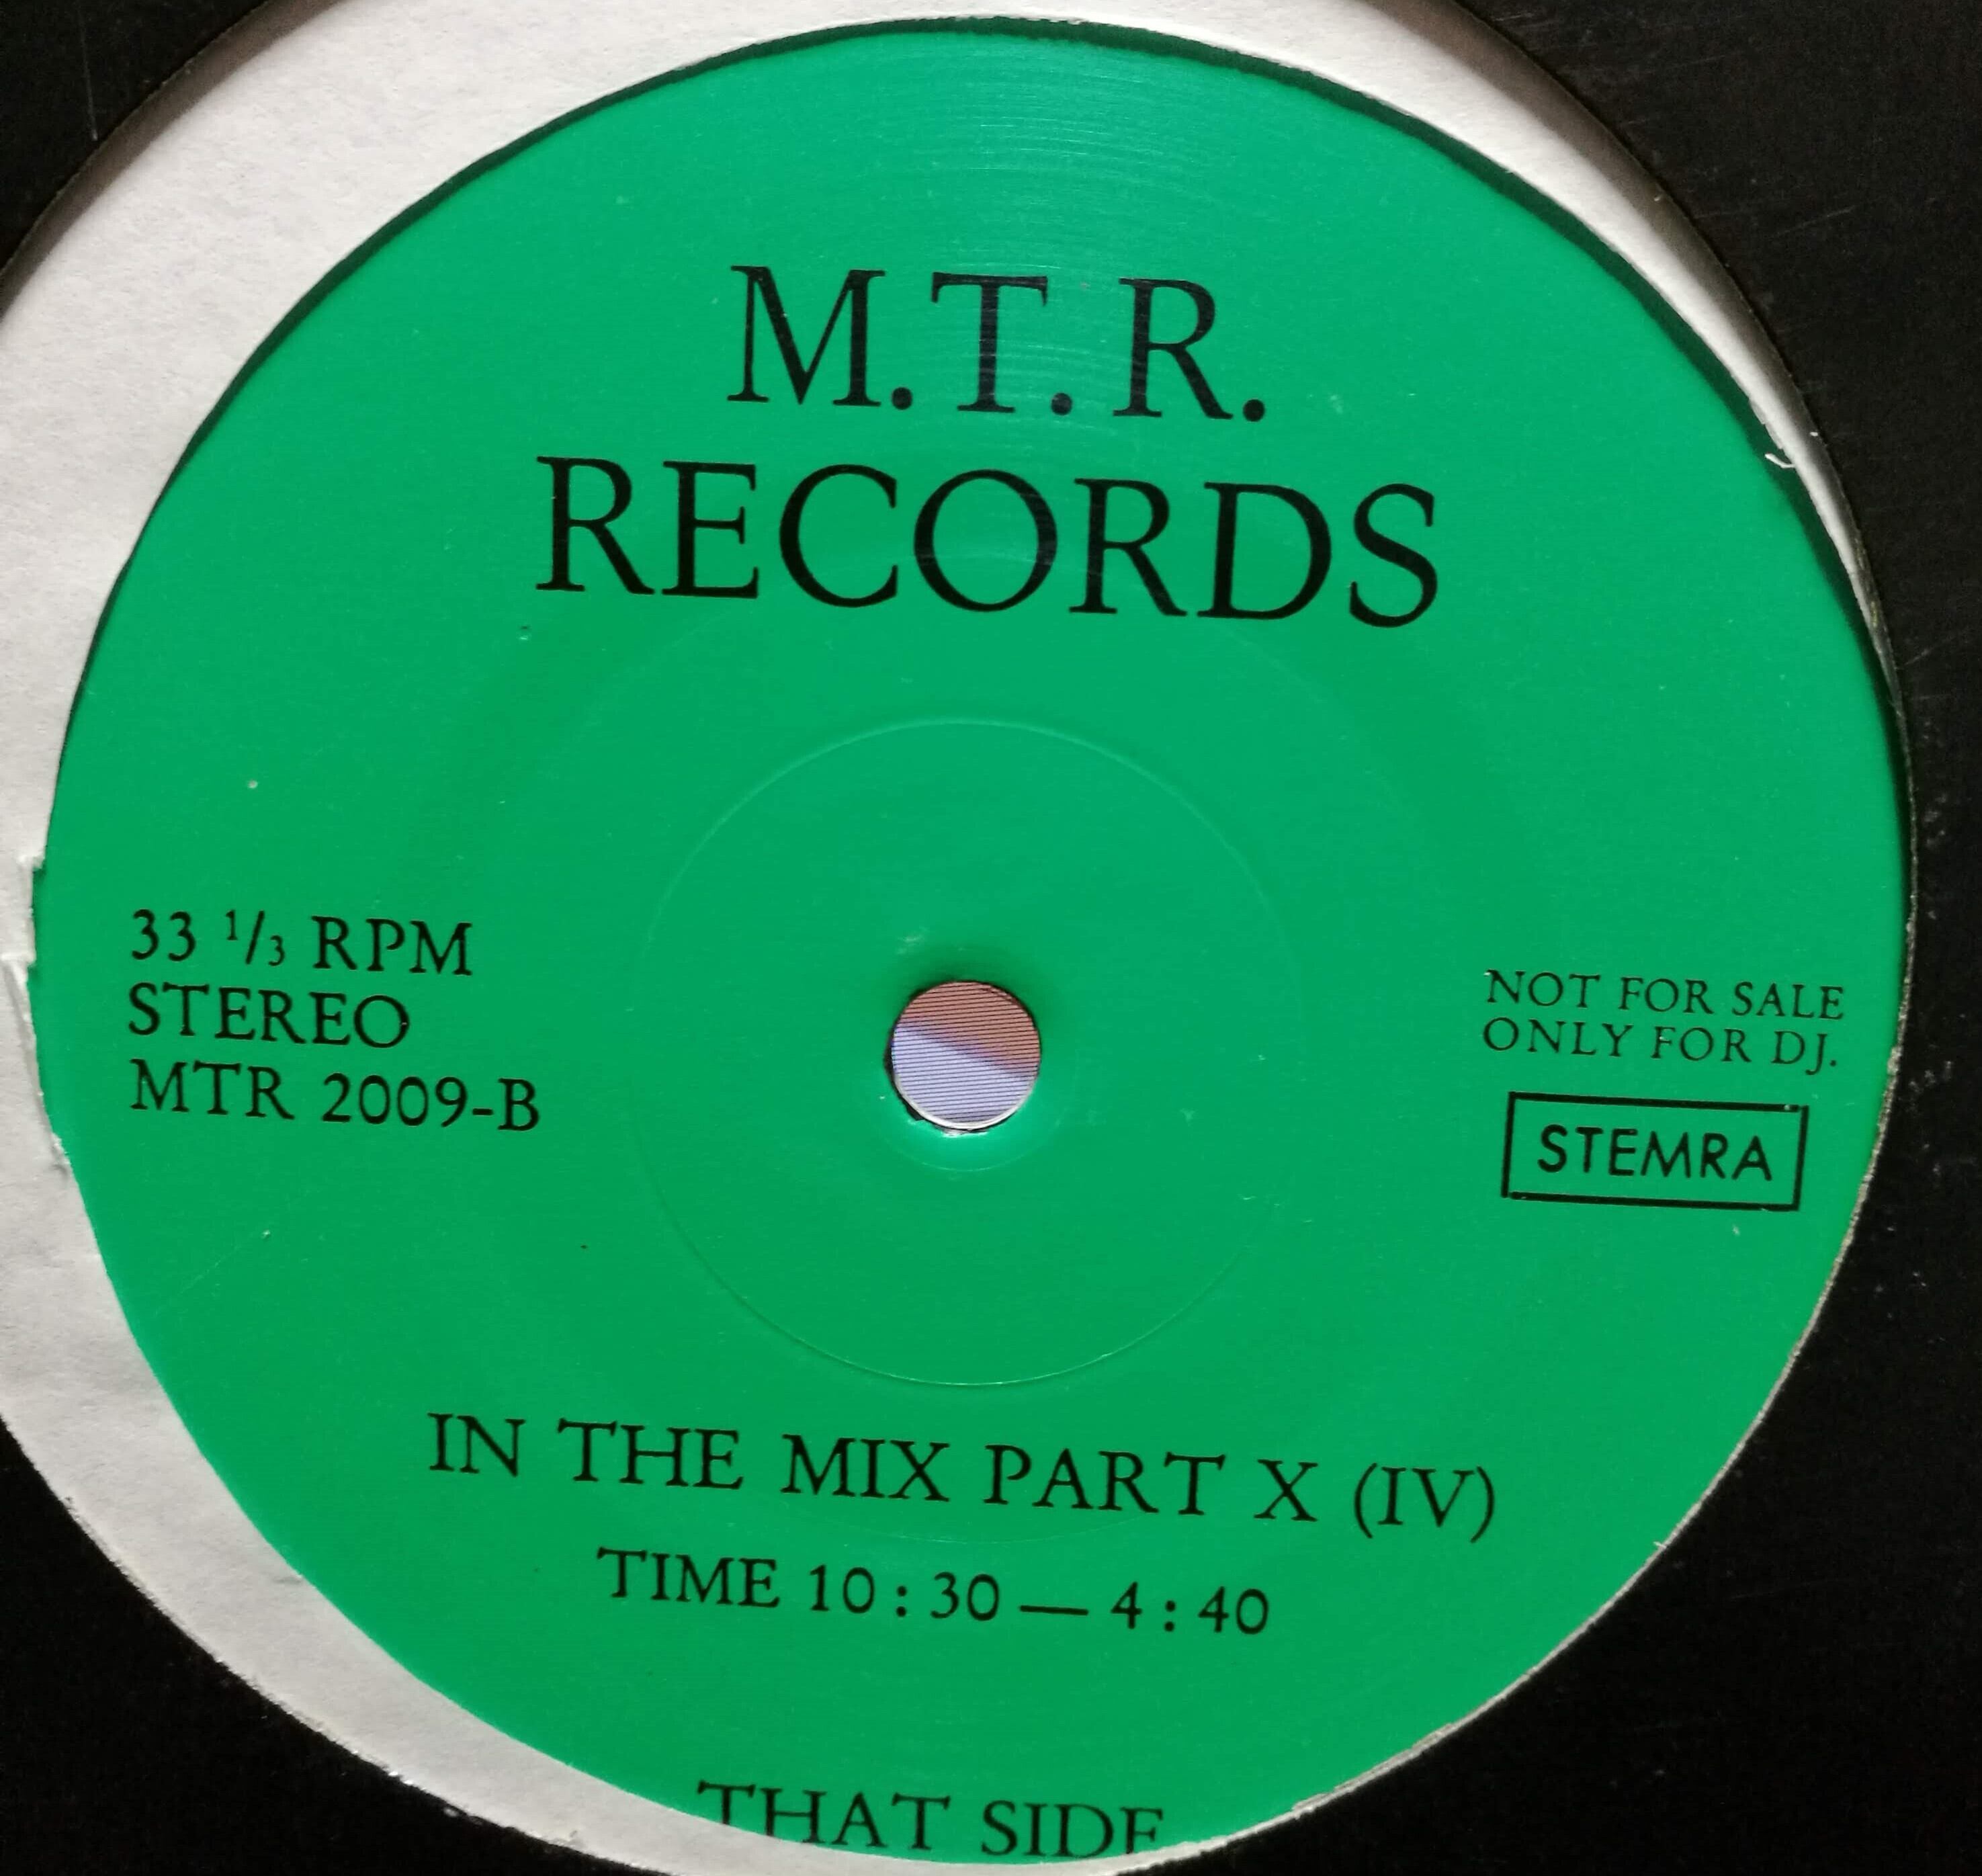 M.T.R.
RECORDS
33 1/3 RPM
STEREO
MTR 2009-B
NOT FOR SALE
ONLY FOR DJ.
STEMRA
IN THE MIX PART X (IV)
TIME 10:30 — 4:40
THAT SIDE